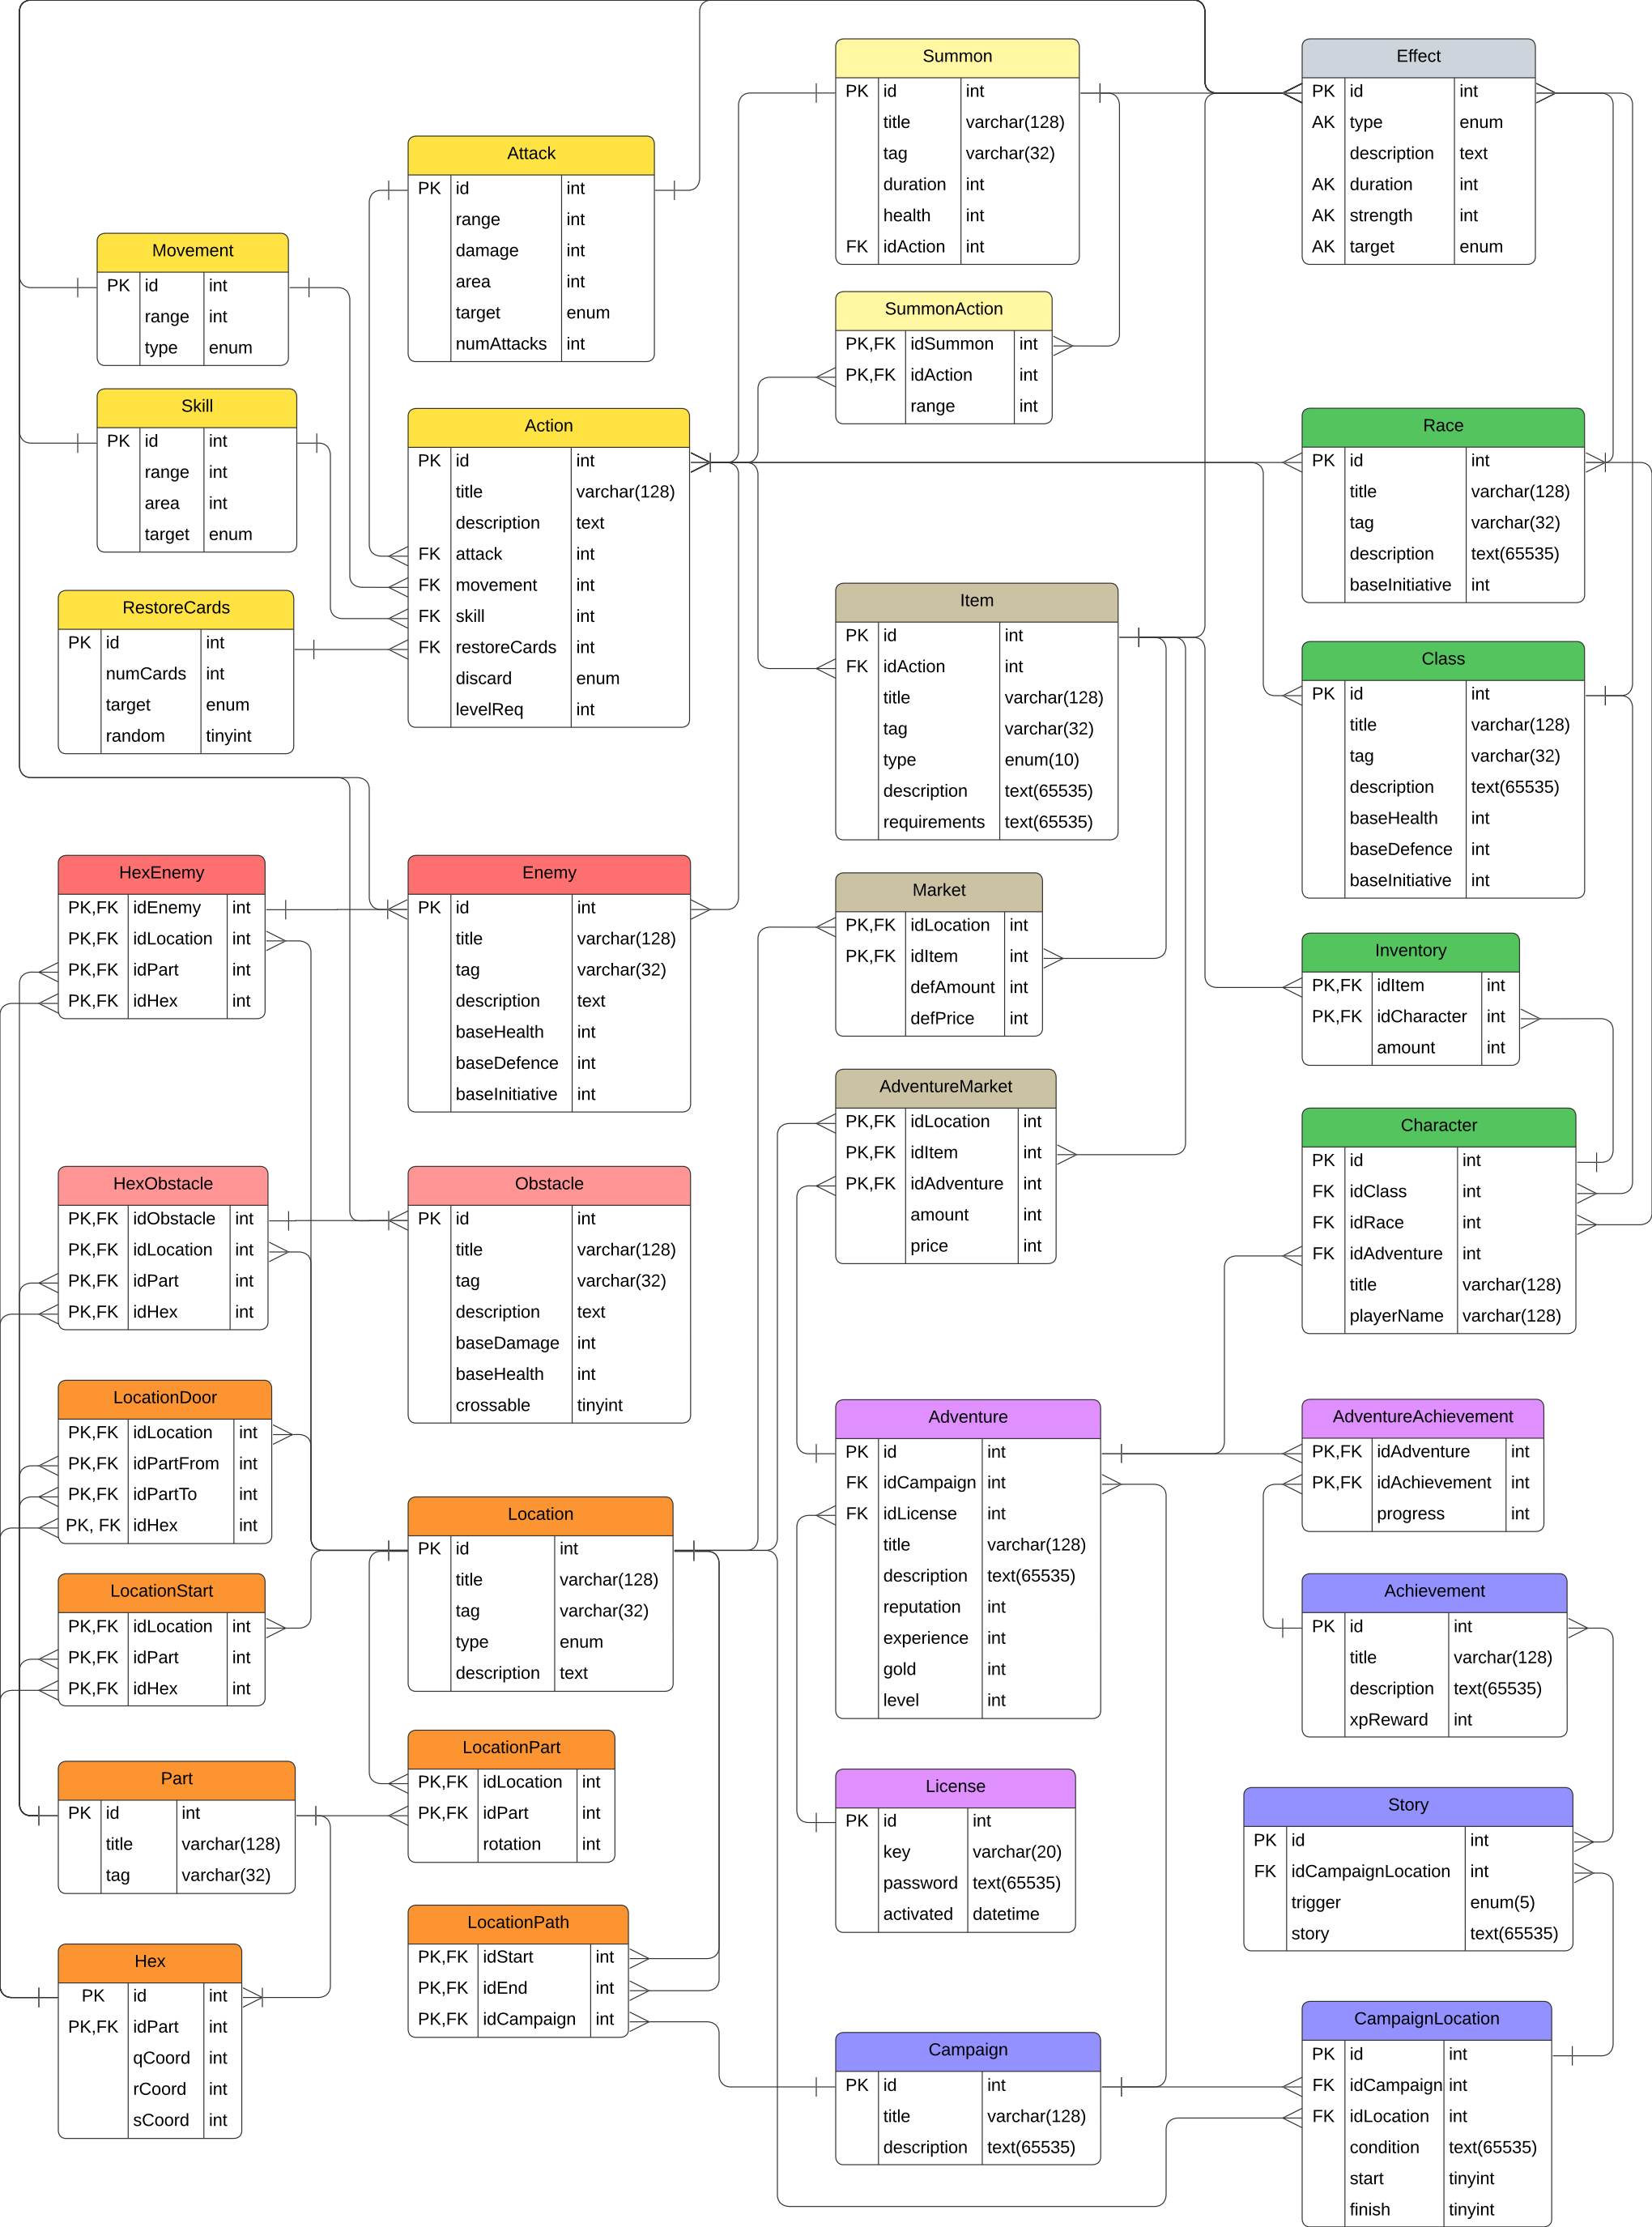 Summon
PK id int
title varchar(128)
tag varchar(32)
duration int
health int
FK idAction int
Effect
PK id int
AK type enum
description text
AK duration int
AK strength int
AK target enum
Attack
PK id int
range int
damage int
area int
target enum
numAttacks int
Movement
PK id int
range int
type enum
SummonAction
PK,FK idSummon int
PK,FK idAction int
range int
Skill
PK id int
range int
area int
target enum
Action
PK id int
title varchar(128)
description text
FK attack int
FK movement int
FK skill int
FK restoreCards int
discard enum
levelReq int
Race
PK id int
title varchar(128)
tag varchar(32)
description text(65535)
baseInitiative int
RestoreCards
PK id int
numCards int
target enum
random tinyint
Item
PK id int
FK idAction int
title varchar(128)
tag varchar(32)
type enum(10)
description text(65535)
requirements text(65535)
Class
PK id int
title varchar(128)
tag varchar(32)
description text(65535)
baseHealth int
baseDefence int
baseInitiative int
HexEnemy
PK,FK idEnemy int
PK,FK idLocation int
PK,FK idPart int
PK,FK idHex int
Enemy
PK id int
title varchar(128)
tag varchar(32)
description text
baseHealth int
baseDefence int
baseInitiative int
Market
PK,FK idLocation int
PK,FK idItem int
defAmount int
defPrice int
Inventory
PK,FK idItem int
PK,FK idCharacter int
amount int
AdventureMarket
PK,FK idLocation int
PK,FK idItem int
PK,FK idAdventure int
amount int
price int
Character
PK id int
FK idClass int
FK idRace int
FK idAdventure int
title varchar(128)
playerName varchar(128)
HexObstacle
PK,FK idObstacle int
PK,FK idLocation int
PK,FK idPart int
PK,FK idHex int
Obstacle
PK id int
title varchar(128)
tag varchar(32)
description text
baseDamage int
baseHealth int
crossable tinyint
LocationDoor
PK,FK idLocation int
PK,FK idPartFrom int
PK,FK idPartTo int
PK, FK idHex int
Adventure
PK id int
FK idCampaign int
FK idLicense int
title varchar(128)
description text(65535)
reputation int
experience int
gold int
level int
AdventureAchievement
PK,FK idAdventure int
PK,FK idAchievement int
progress int
Location
PK id int
title varchar(128)
tag varchar(32)
type enum
description text
LocationStart
PK,FK idLocation int
PK,FK idPart int
PK,FK idHex int
Achievement
PK id int
title varchar(128)
description text(65535)
xpReward int
LocationPart
PK,FK idLocation int
PK,FK idPart int
rotation int
Part
PK id int
title varchar(128)
tag varchar(32)
License
PK id int
key varchar(20)
password text(65535)
activated datetime
Story
PK id int
FK idCampaignLocation int
trigger enum(5)
story text(65535)
LocationPath
PK,FK idStart int
PK,FK idEnd int
PK,FK idCampaign int
Hex
PK id int
PK,FK idPart int
qCoord int
rCoord int
sCoord int
Campaign
PK id int
title varchar(128)
description text(65535)
CampaignLocation
PK id int
FK idCampaign int
FK idLocation int
condition text(65535)
start tinyint
finish tinyint